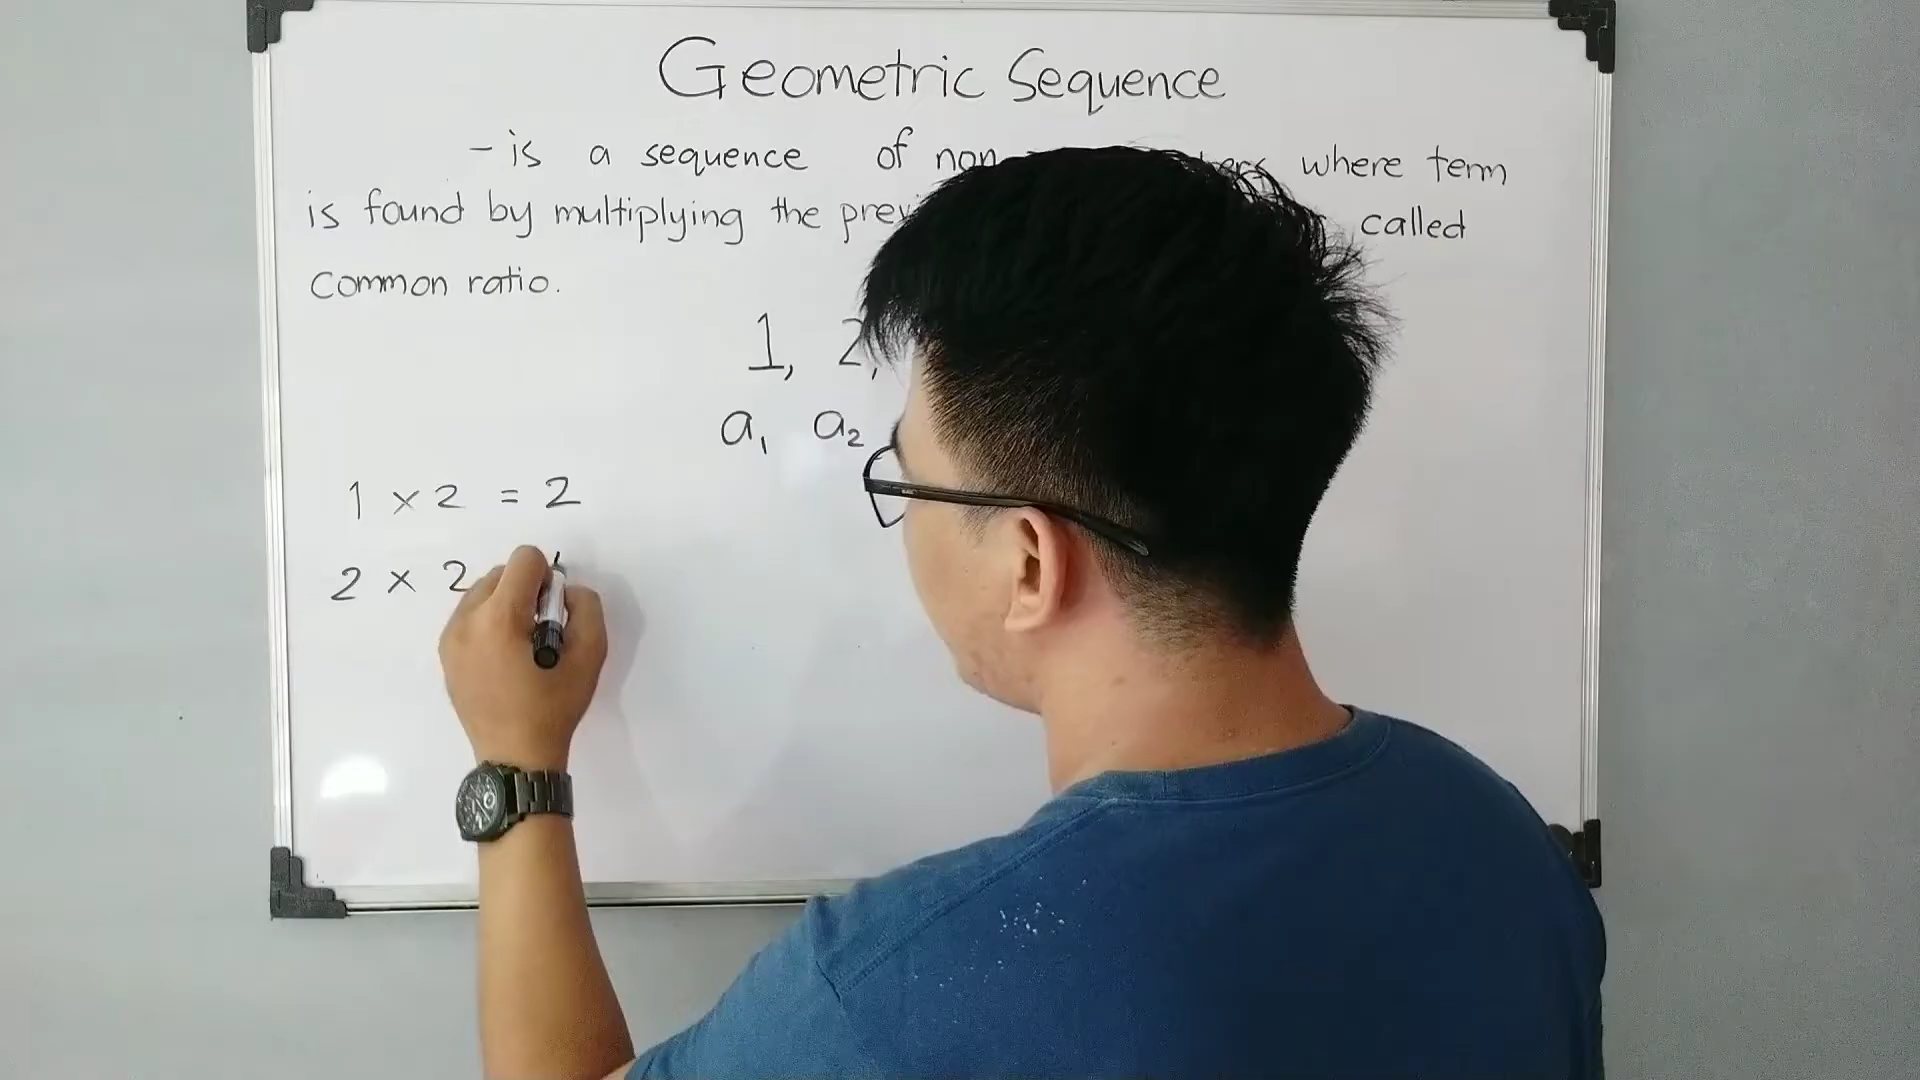 Geometric Sequence
- is a sequence of non where term
is found by multiplying the called
common ratio.
1, 2,
a₁ a₂
1 × 2 = 2
2 × 2